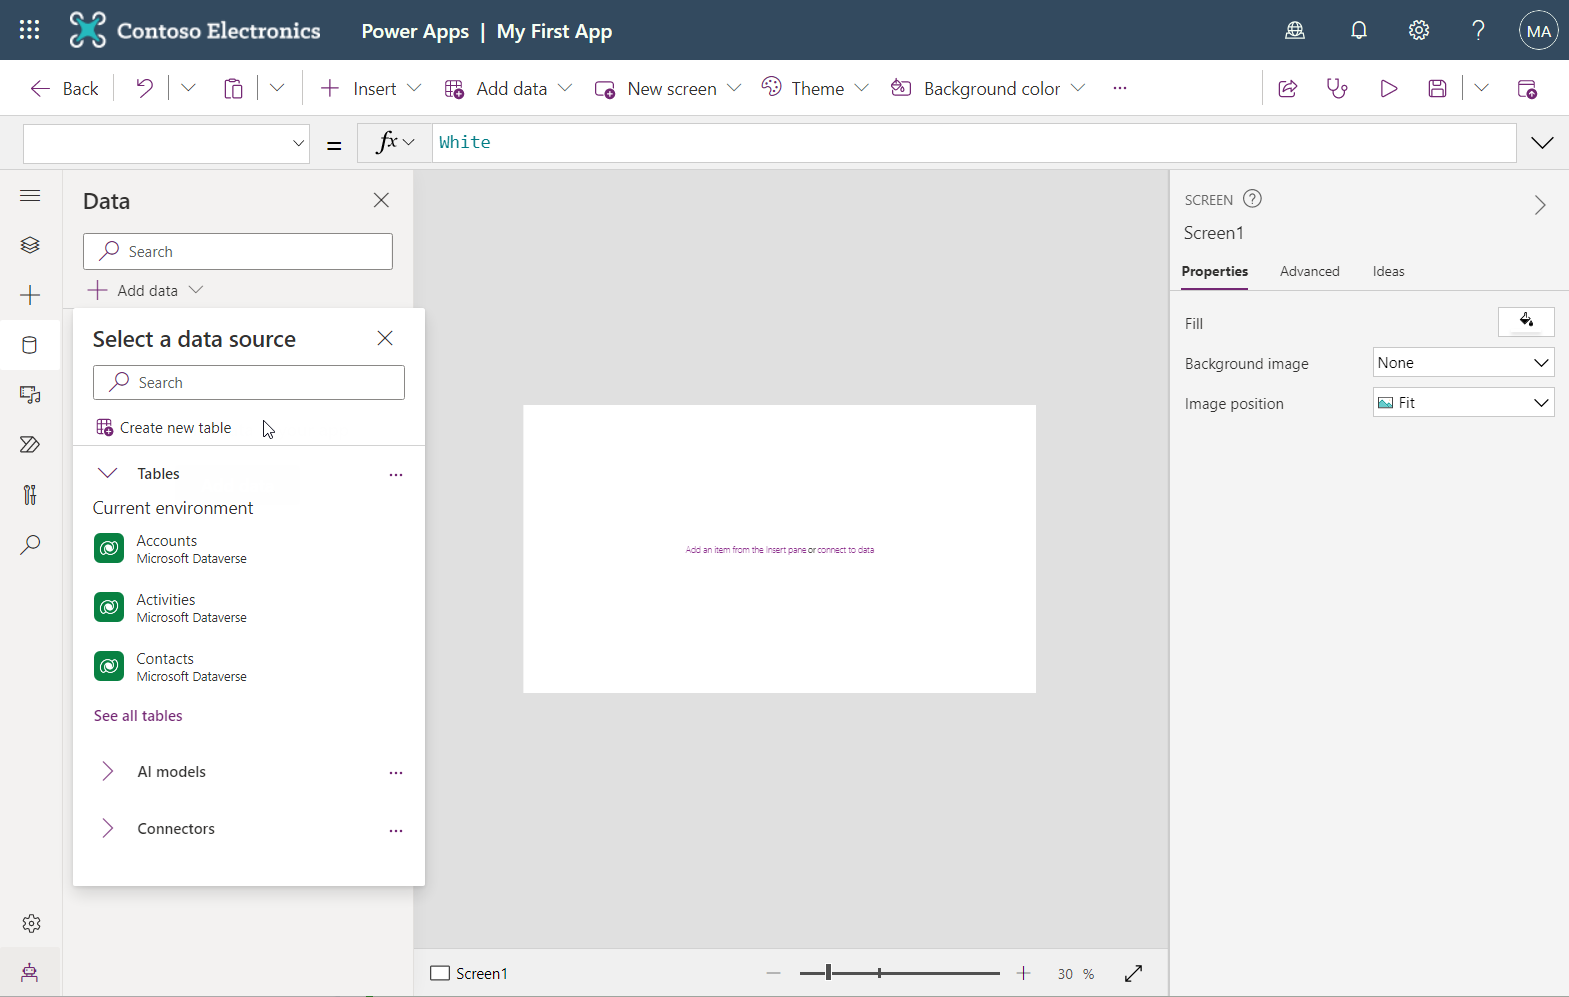 Contoso Electronics
Power Apps | My First App
MA
Back
Insert
Add data
New screen
Theme
Background color
=
fx
White
Data
Search
Add data
Select a data source
Search
Create new table
Tables
Current environment
Accounts
Microsoft Dataverse
Activities
Microsoft Dataverse
Contacts
Microsoft Dataverse
See all tables
AI models
Connectors
Add an item from the Insert pane or connect to data
Screen1
30 %
SCREEN
Screen1
Properties
Advanced
Ideas
Fill
Background image
None
Image position
Fit